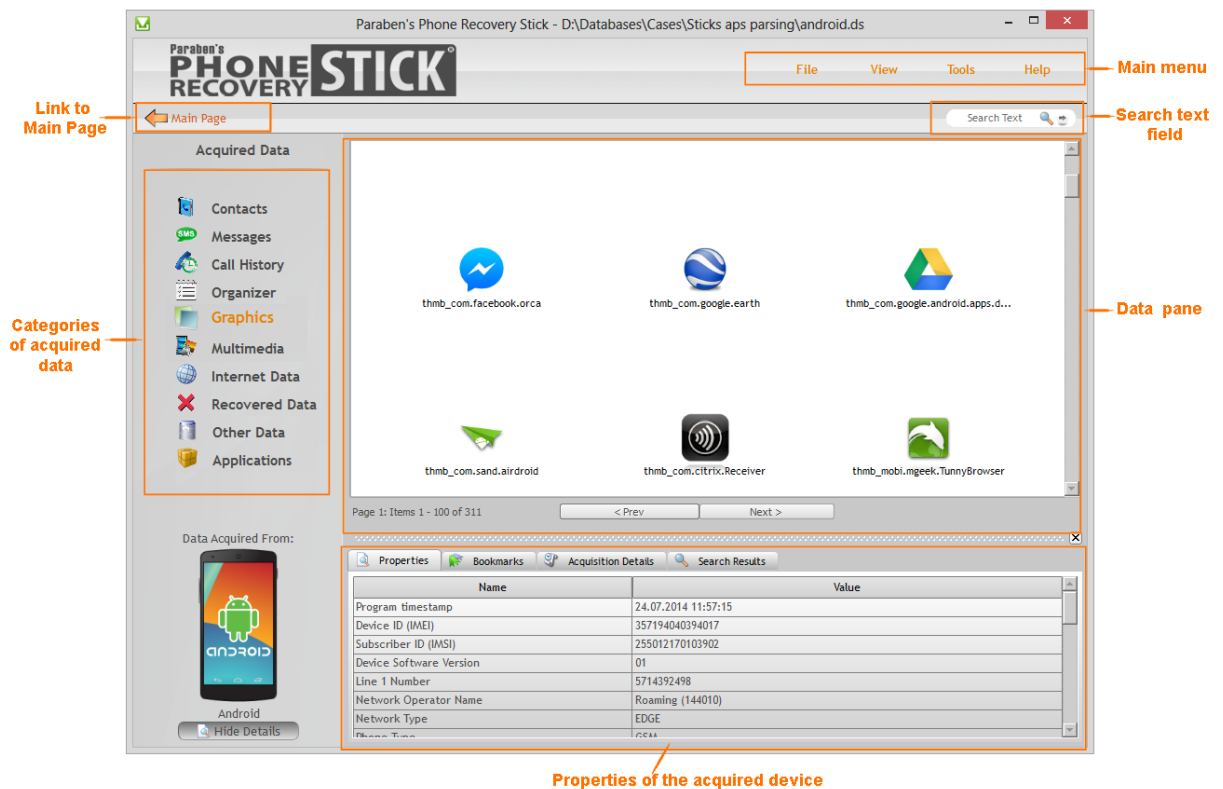 Paraben's Phone Recovery Stick - D:\Databases\Cases\Sticks aps parsing\android.ds
Paraben's
PHONE
RECOVERY
STICK®
File View Tools Help
Main menu
Link to
Main Page
Main Page
Search Text
Search text
field
Acquired Data
Contacts
SMS
Messages
Call History
Organizer
Graphics
Multimedia
Internet Data
Recovered Data
Other Data
Applications
Categories
of acquired
data
thmb_com.facebook.orca
thmb_com.google.earth
thmb_com.google.android.apps.d...
Data pane
thmb_com.sand.airdroid
thmb_com.citrix.Receiver
thmb_mobi.mgeek.TunnyBrowser
Page 1: Items 1 - 100 of 311
< Prev
Next >
Data Acquired From:
ANDROID
Android
Hide Details
Properties Bookmarks Acquisition Details Search Results
Name Value
Program timestamp 24.07.2014 11:57:15
Device ID (IMEI) 357194040394017
Subscriber ID (IMSI) 255012170103902
Device Software Version 01
Line 1 Number 5714392498
Network Operator Name Roaming (144010)
Network Type EDGE
Phone Type GSM
Properties of the acquired device